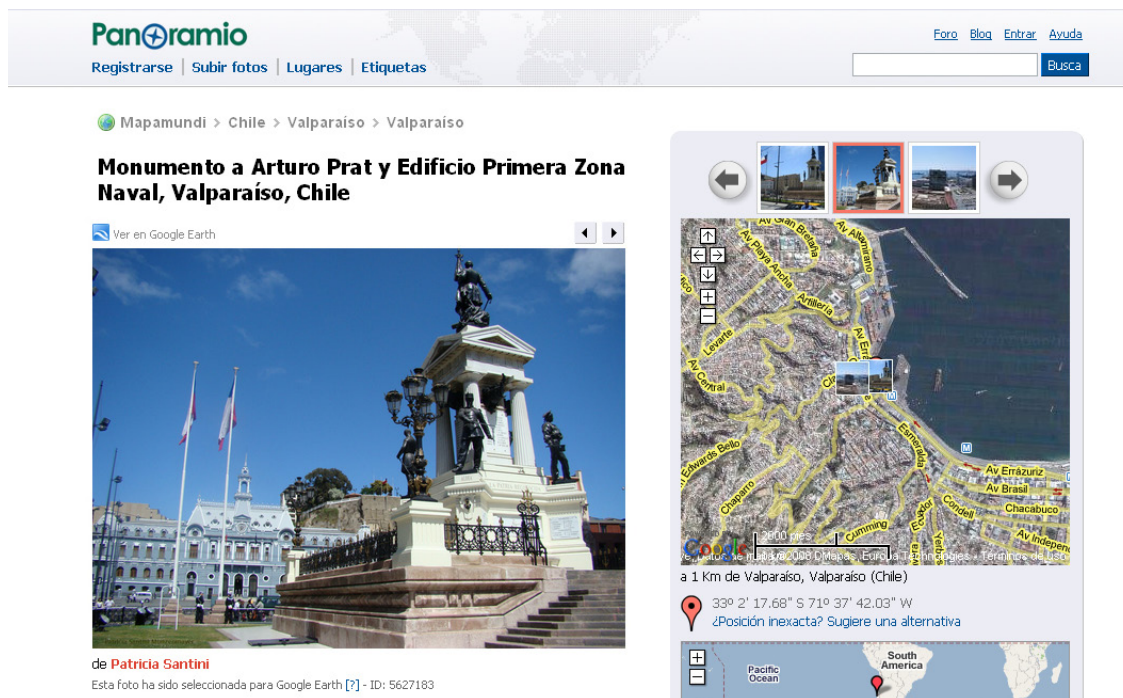 Panoramio
Foro Blog Entrar Ayuda
Registrarse | Subir fotos | Lugares | Etiquetas
Busca
Mapamundi > Chile > Valparaíso > Valparaíso
Monumento a Arturo Prat y Edificio Primera Zona
Naval, Valparaíso, Chile
Ver en Google Earth
de Patricia Santini
Esta foto ha sido seleccionada para Google Earth [?] - ID: 5627183
Av Gran Bretaña
Av Altamirano
Av Playa Ancha
Artillería
Levarte
Av Erra
Av Central
Esmeralda
n Edwards Bello
Chaparro
Av Errázuriz
Av Brasil
Chacabuco
Condell
Ecuador
Cumming
Yerbas
Av Independ
2000 pies
Google
a 1 Km de Valparaíso, Valparaíso (Chile)
33º 2' 17.68" S 71º 37' 42.03" W
¿Posición inexacta? Sugiere una alternativa
Pacific
Ocean
South
America